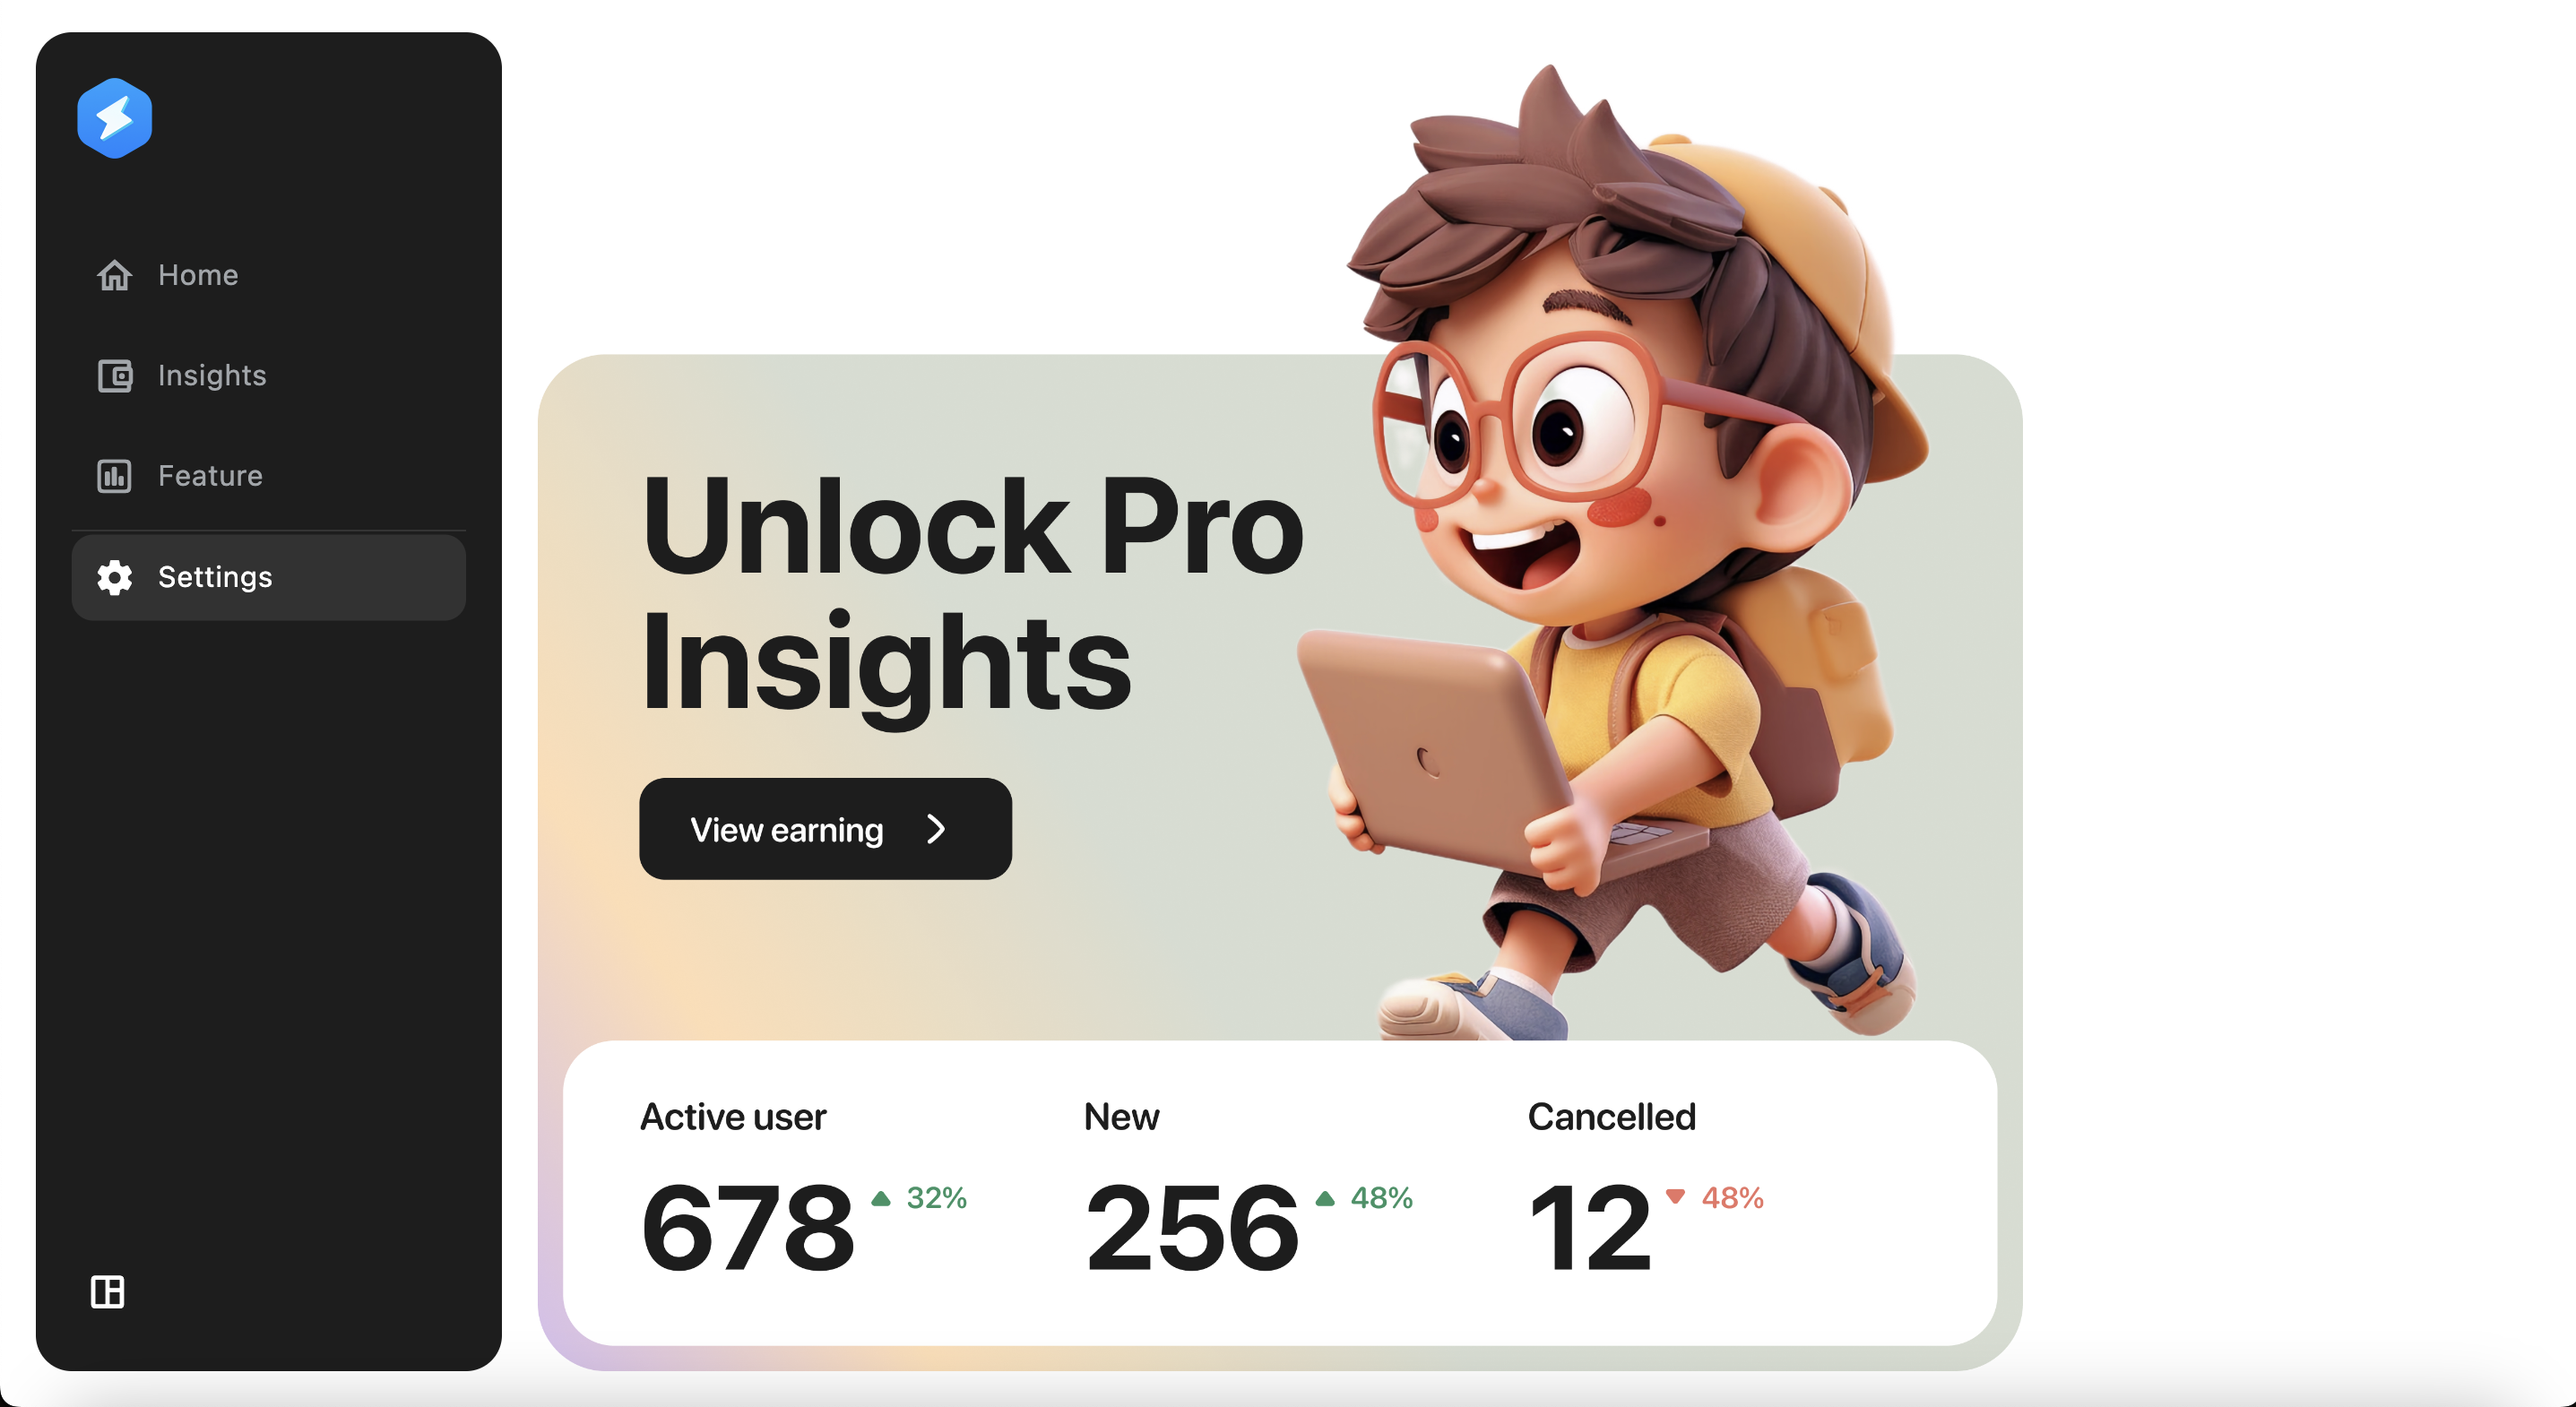 Home
Insights
Feature
Settings
Unlock Pro
Insights
View earning
Active user
678 32%
New
256 48%
Cancelled
12 48%